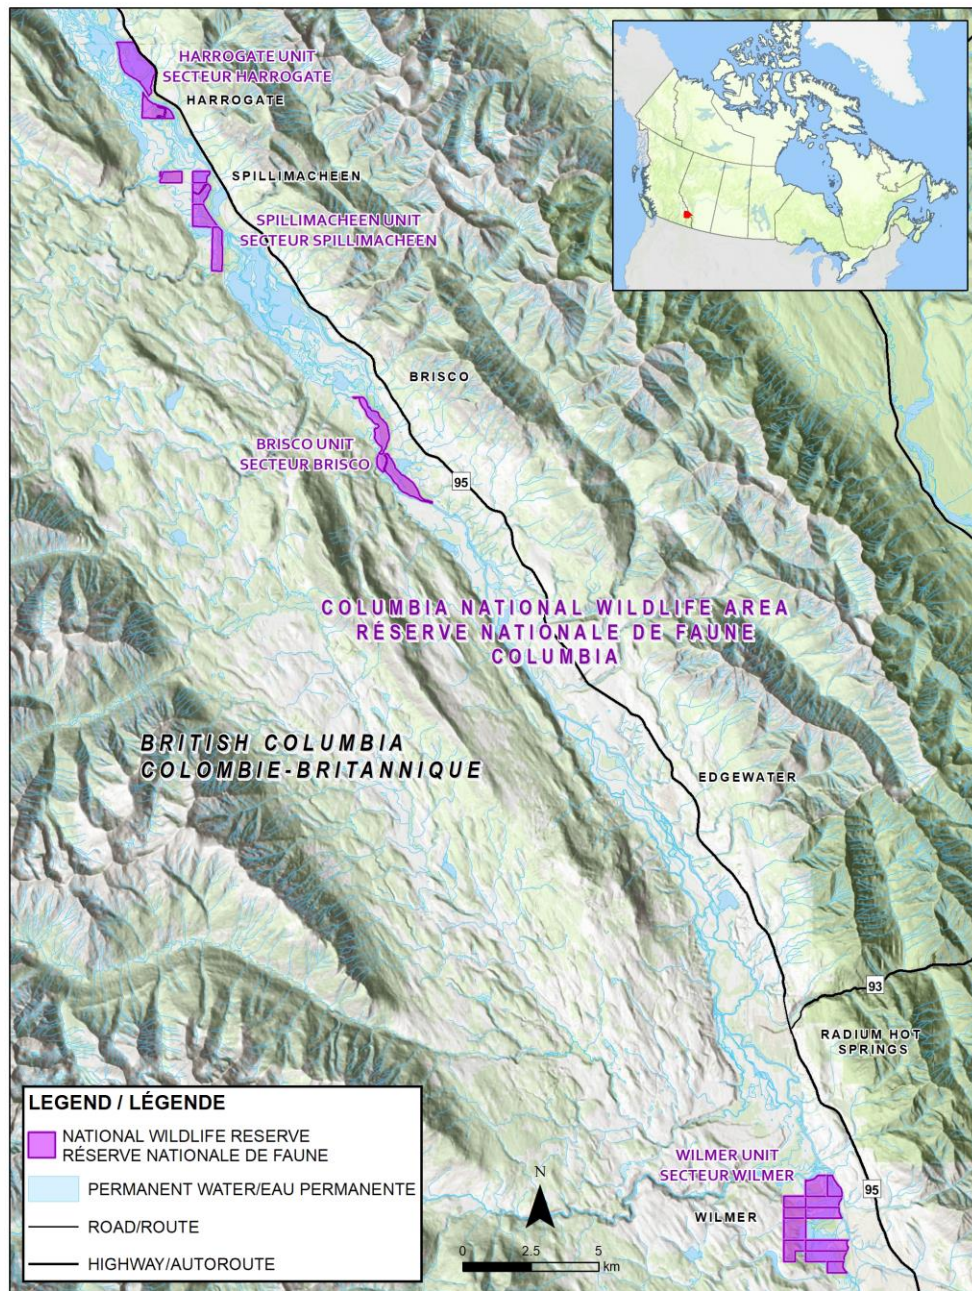 HARROGATE UNIT
SECTEUR HARROGATE
HARROGATE
SPILLIMACHEEN
SPILLIMACHEEN UNIT
SECTEUR SPILLIMACHEEN
BRISCO
BRISCO UNIT
SECTEUR BRISCO
95
COLUMBIA NATIONAL WILDLIFE AREA
RÉSERVE NATIONALE DE FAUNE
COLUMBIA
BRITISH COLUMBIA
COLOMBIE-BRITANNIQUE
EDGEWATER
93
RADIUM HOT
SPRINGS
WILMER UNIT
SECTEUR WILMER
WILMER
95
LEGEND / LÉGENDE
NATIONAL WILDLIFE RESERVE
RÉSERVE NATIONALE DE FAUNE
PERMANENT WATER/EAU PERMANENTE
ROAD/ROUTE
HIGHWAY/AUTOROUTE
N
0 2.5 5
km